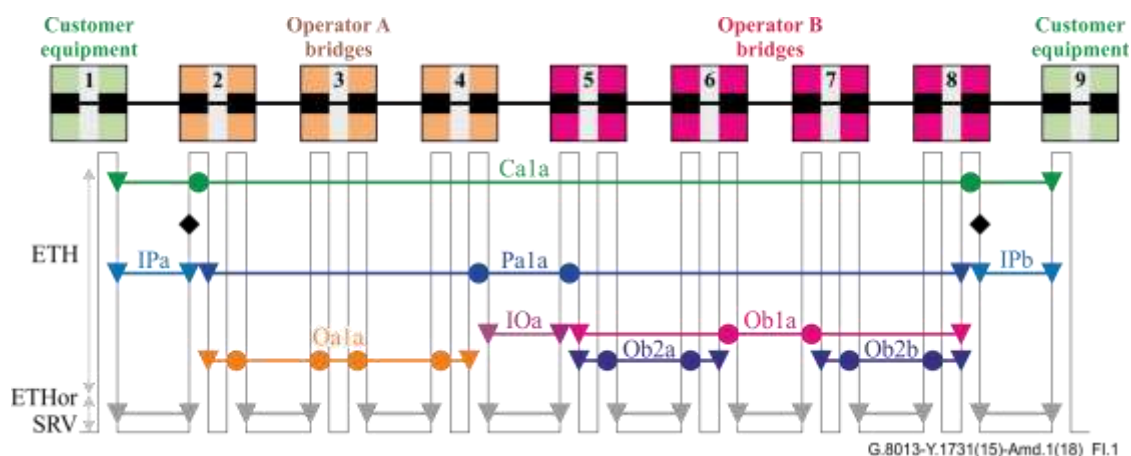 Customer equipment
Operator A bridges
Operator B bridges
Customer equipment
1 2 3 4 5 6 7 8 9
Ca1a
ETH
IPa Pa1a IPb
IOa Ob1a
Oa1a Ob2a Ob2b
ETHor
SRV
G.8013-Y.1731(15)-Amd.1(18)_FI.1